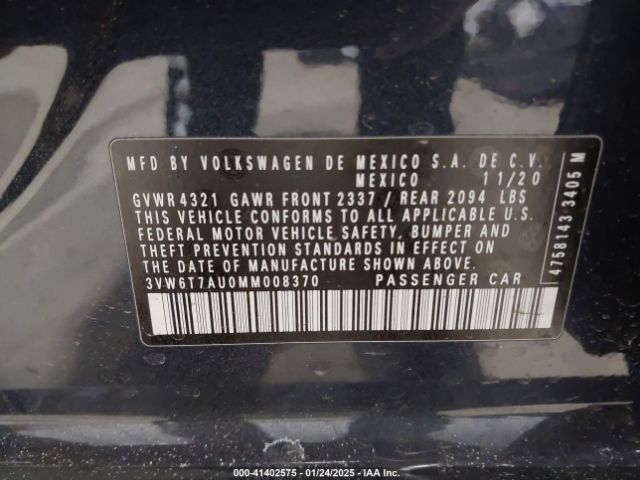 MFD BY VOLKSWAGEN DE MEXICO S.A. DE C.V.
MEXICO 11/20
GVWR 4321 GAWR FRONT 2337 / REAR 2094 LBS
THIS VEHICLE CONFORMS TO ALL APPLICABLE U.S.
FEDERAL MOTOR VEHICLE SAFETY, BUMPER AND
THEFT PREVENTION STANDARDS IN EFFECT ON
THE DATE OF MANUFACTURE SHOWN ABOVE.
3VW6T7AU0MM008370 PASSENGER CAR
4758143 3405 M
000-41402575 - 01/24/2025 - IAA Inc.